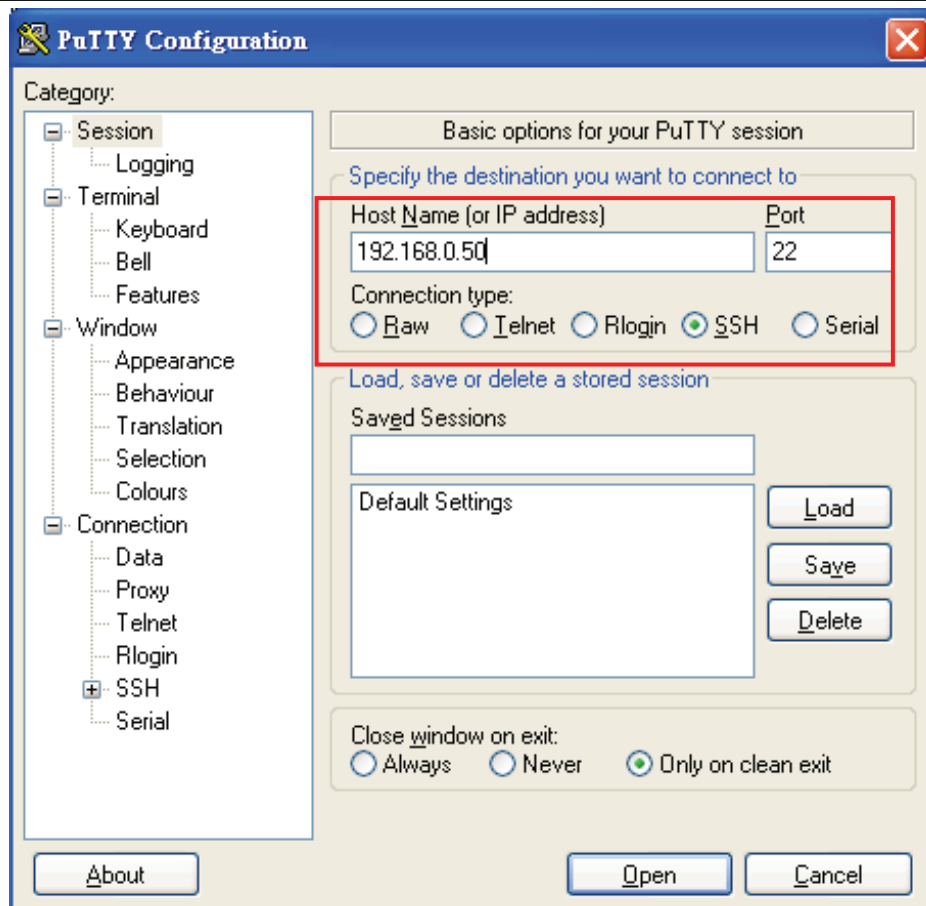 PuTTY Configuration
Category:
Session
Logging
Terminal
Keyboard
Bell
Features
Window
Appearance
Behaviour
Translation
Selection
Colours
Connection
Data
Proxy
Telnet
Rlogin
SSH
Serial
Basic options for your PuTTY session
Specify the destination you want to connect to
Host Name (or IP address) Port
192.168.0.50 22
Connection type:
Raw Telnet Rlogin SSH Serial
Load, save or delete a stored session
Saved Sessions
Default Settings
Load
Save
Delete
Close window on exit:
Always Never Only on clean exit
About Open Cancel